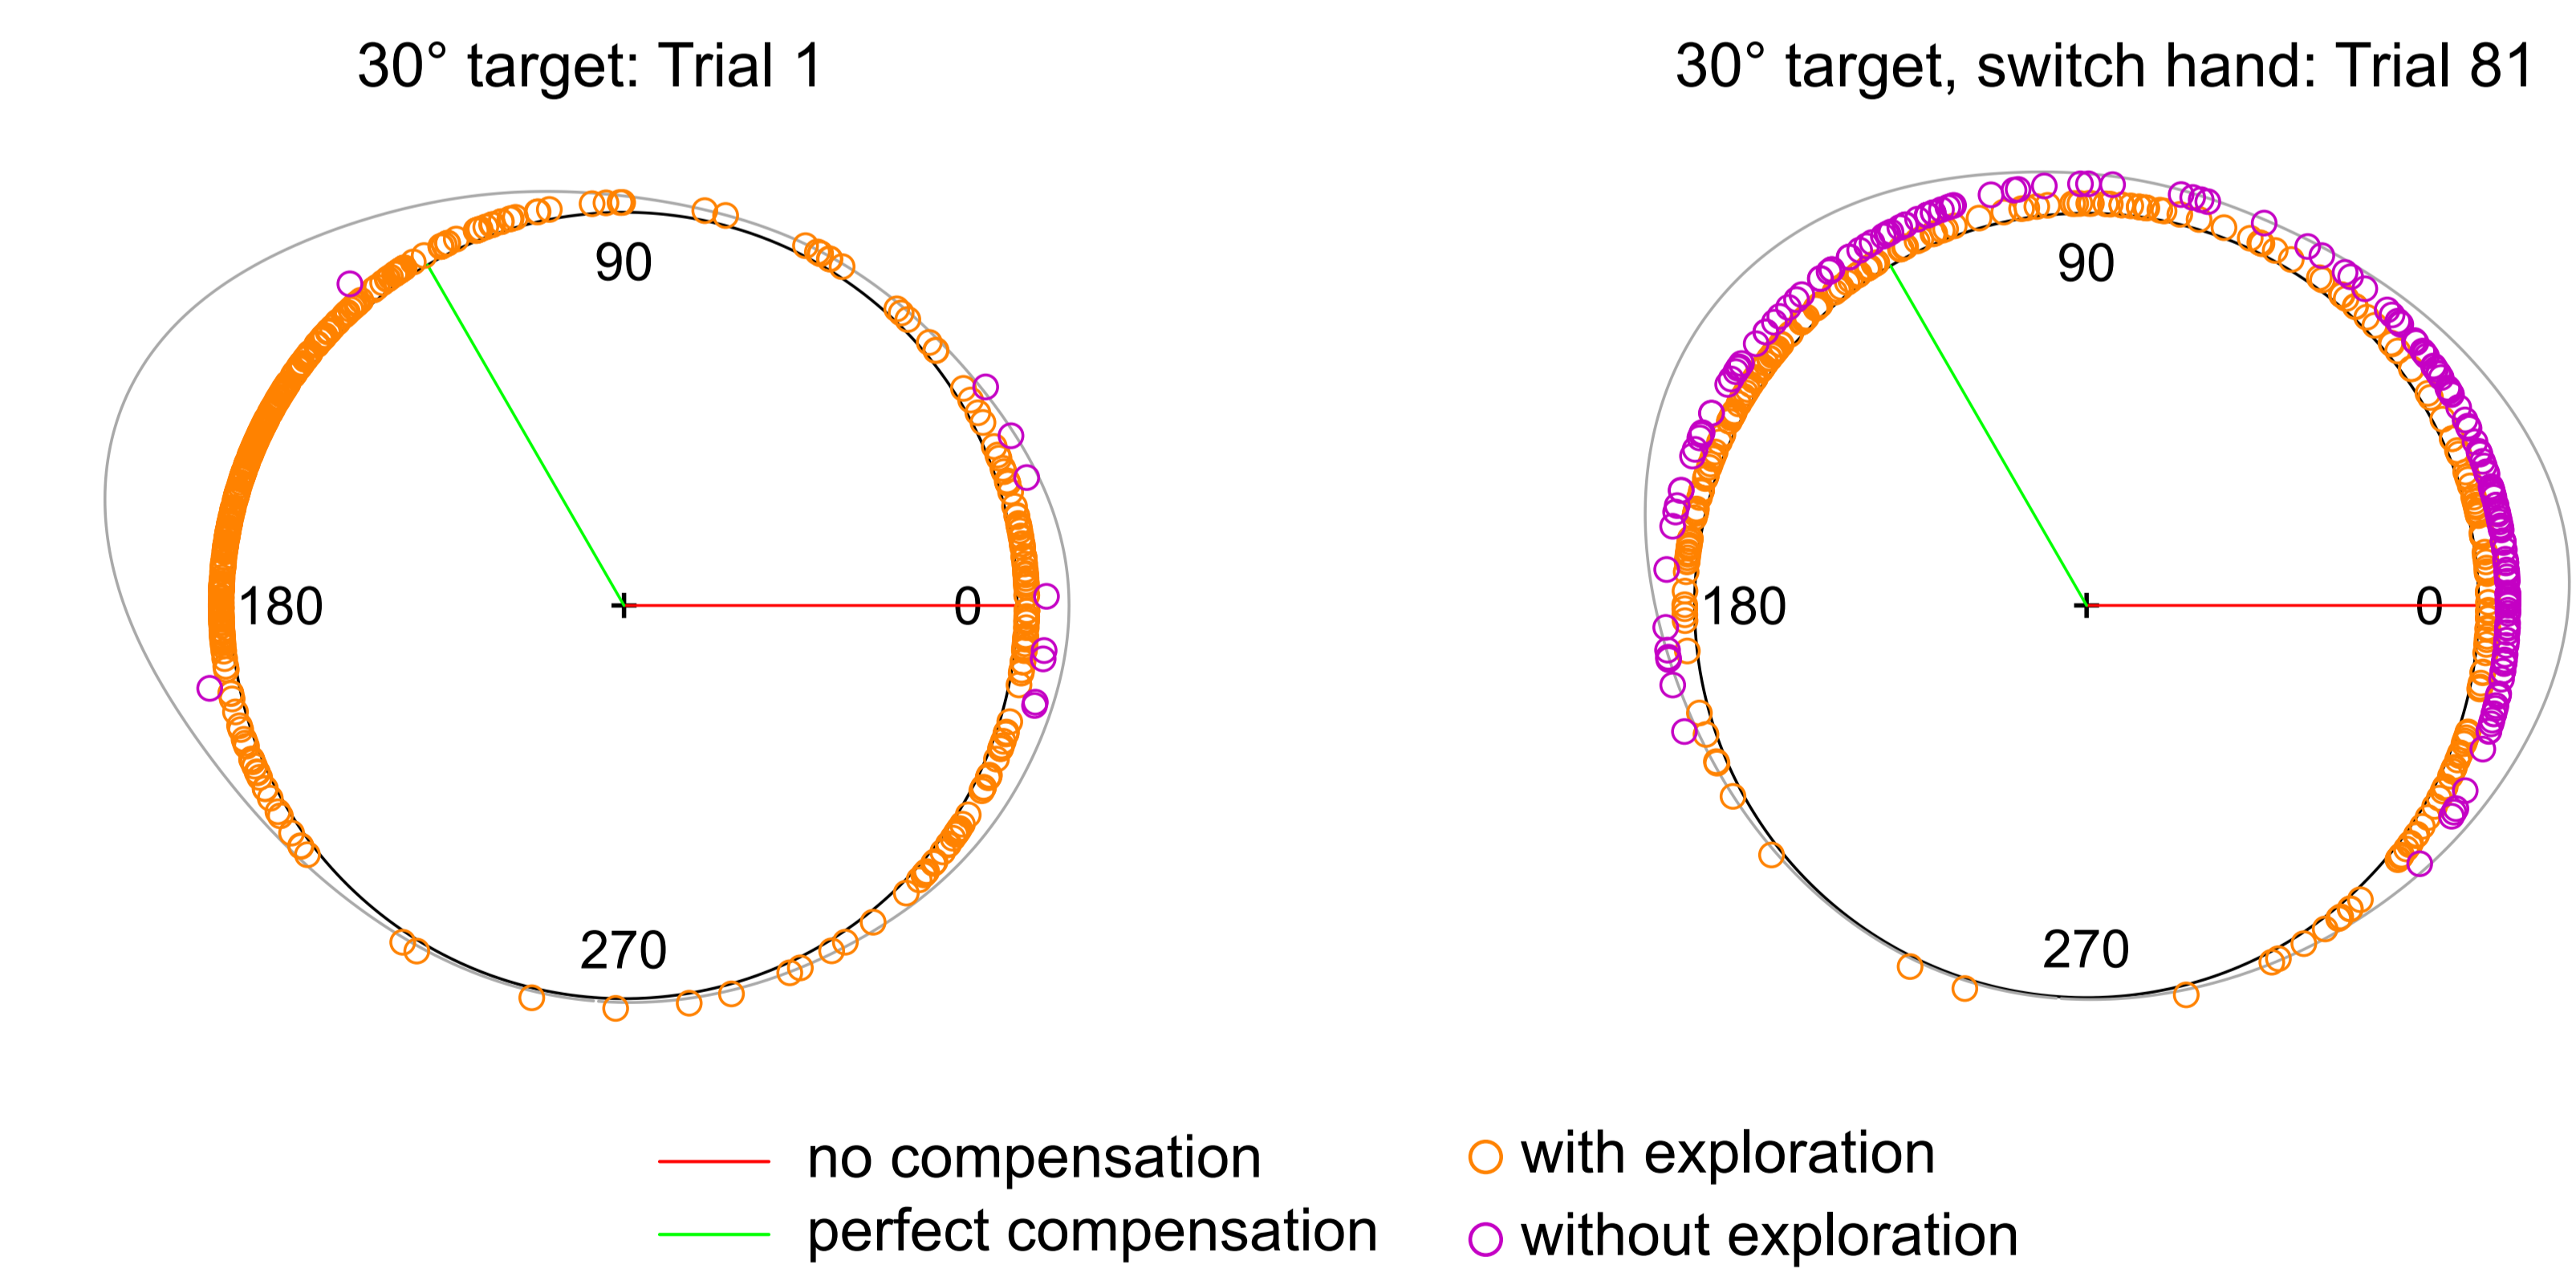 30° target: Trial 1
30° target, switch hand: Trial 81
90
180
0
270
90
180
0
270
no compensation
perfect compensation
with exploration
without exploration